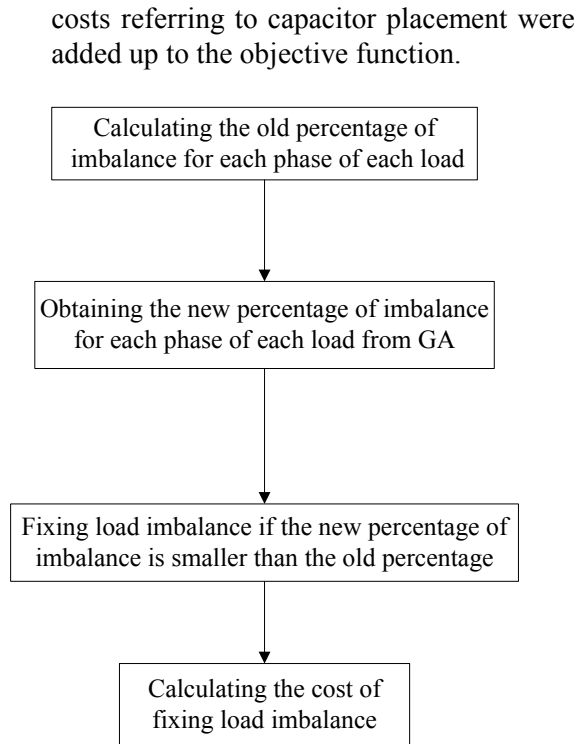 costs referring to capacitor placement were
added up to the objective function.
Calculating the old percentage of
imbalance for each phase of each load
Obtaining the new percentage of imbalance
for each phase of each load from GA
Fixing load imbalance if the new percentage of
imbalance is smaller than the old percentage
Calculating the cost of
fixing load imbalance